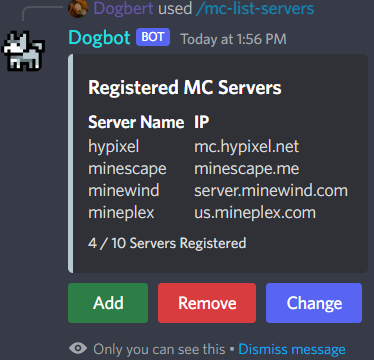 Dogbert used /mc-list-servers
Dogbot BOT Today at 1:56 PM
Registered MC Servers
Server Name IP
hypixel mc.hypixel.net
minescape minescape.me
minewind server.minewind.com
mineplex us.mineplex.com
4 / 10 Servers Registered
Add Remove Change
Only you can see this • Dismiss message